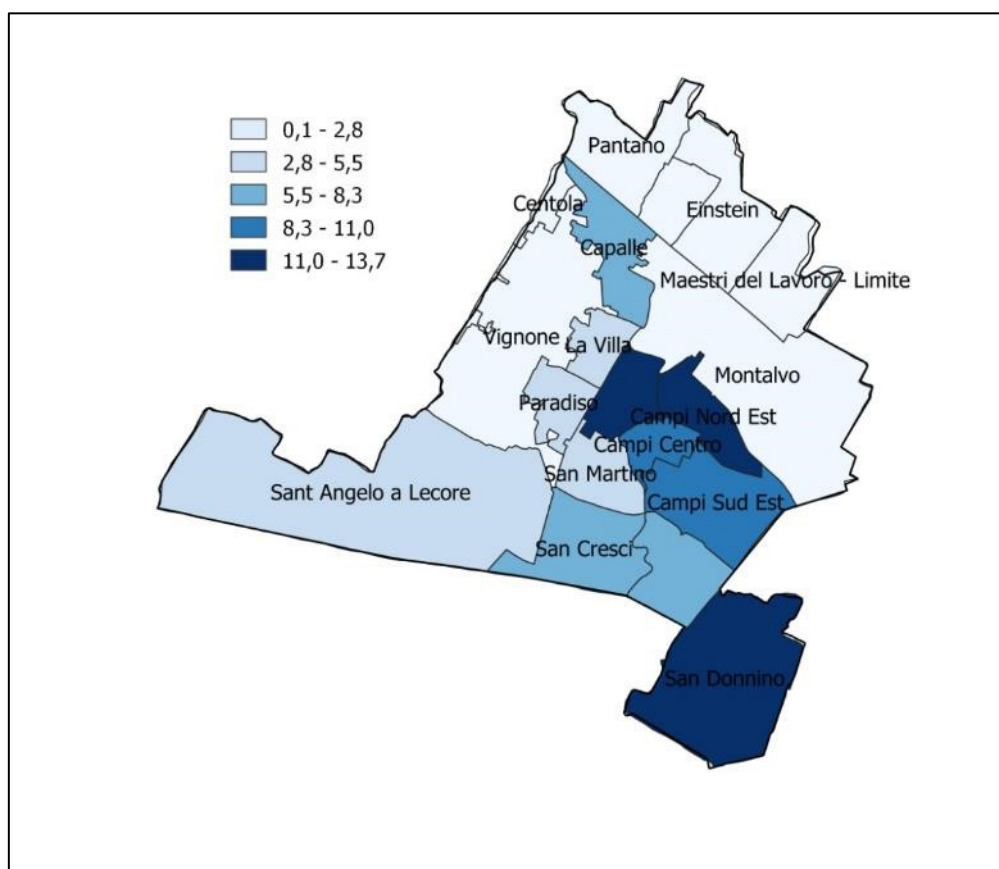 0,1 - 2,8
2,8 - 5,5
5,5 - 8,3
8,3 - 11,0
11,0 - 13,7
Pantano
Centola
Einstein
Capalle
Maestri del Lavoro - Limite
Vignone
La Villa
Montalvo
Paradiso
Campi Nord Est
Campi Centro
San Martino
Sant Angelo a Lecore
Campi Sud Est
San Cresci
San Donnino